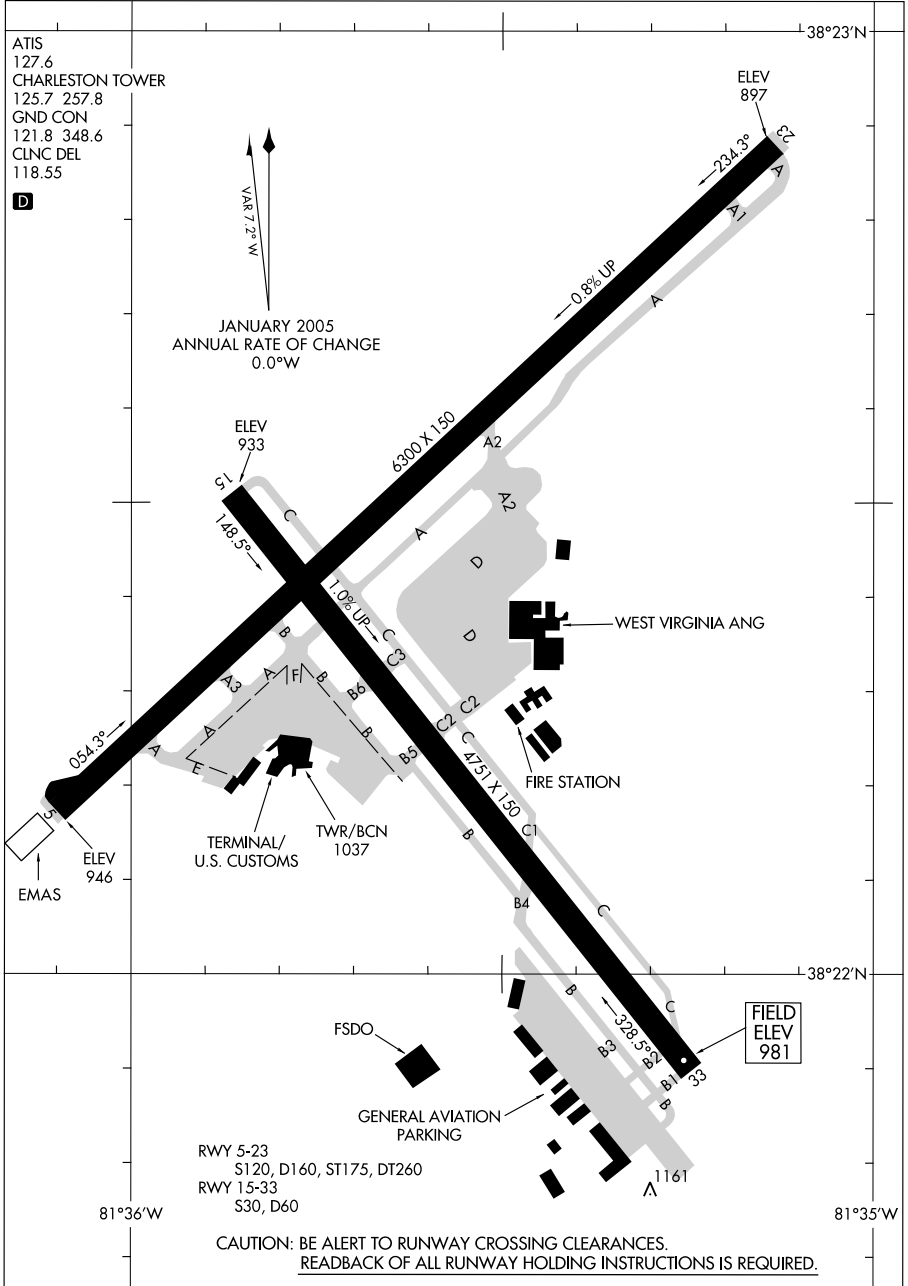 ATIS
127.6
CHARLESTON TOWER
125.7 257.8
GND CON
121.8 348.6
CLNC DEL
118.55
D
38°23'N
ELEV
897
23
234.3°
A
A1
VAR 7.2° W
0.8% UP
A
JANUARY 2005
ANNUAL RATE OF CHANGE
0.0°W
6300 X 150
A2
A2
ELEV
933
15
C
148.5°
A
D
1.0% UP
C
D
WEST VIRGINIA ANG
B
C3
A
F
B
A3
B6
A
B
C2
C2
C
054.3°
A
E
B5
4751 X 150
FIRE STATION
5
TERMINAL/
U.S. CUSTOMS
TWR/BCN
1037
B
C1
ELEV
946
EMAS
B4
C
38°22'N
B
C
328.5°
FIELD
ELEV
981
FSDO
B3
B2
B1
33
B
GENERAL AVIATION
PARKING
RWY 5-23
S120, D160, ST175, DT260
RWY 15-33
S30, D60
1161
81°36'W
81°35'W
CAUTION: BE ALERT TO RUNWAY CROSSING CLEARANCES.
READBACK OF ALL RUNWAY HOLDING INSTRUCTIONS IS REQUIRED.